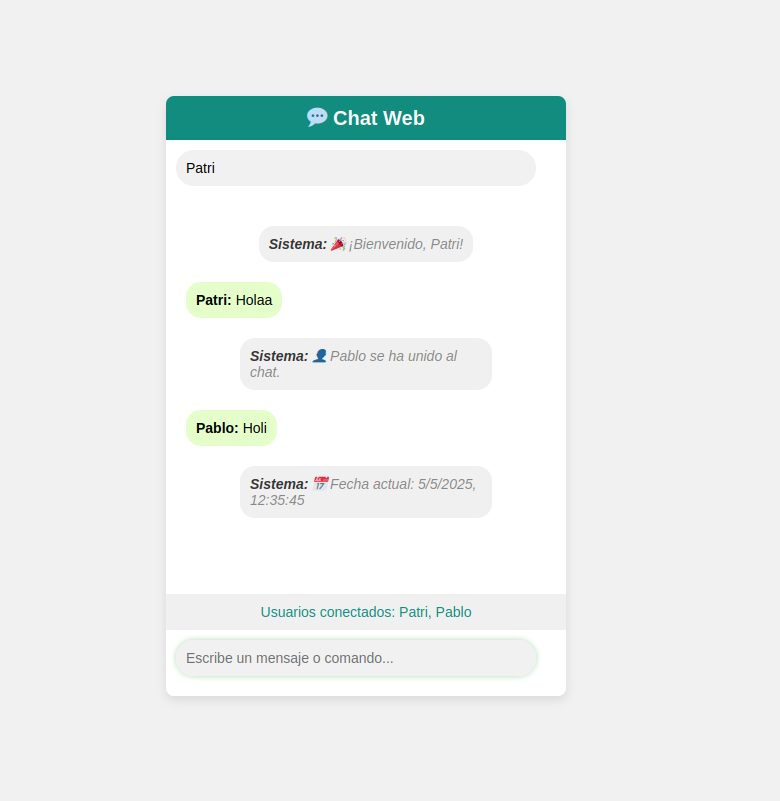 💬 Chat Web
Patri
Sistema: 🎉 ¡Bienvenido, Patri!
Patri: Holaa
Sistema: 👤 Pablo se ha unido al
chat.
Pablo: Holi
Sistema: 📅 Fecha actual: 5/5/2025,
12:35:45
Usuarios conectados: Patri, Pablo
Escribe un mensaje o comando...